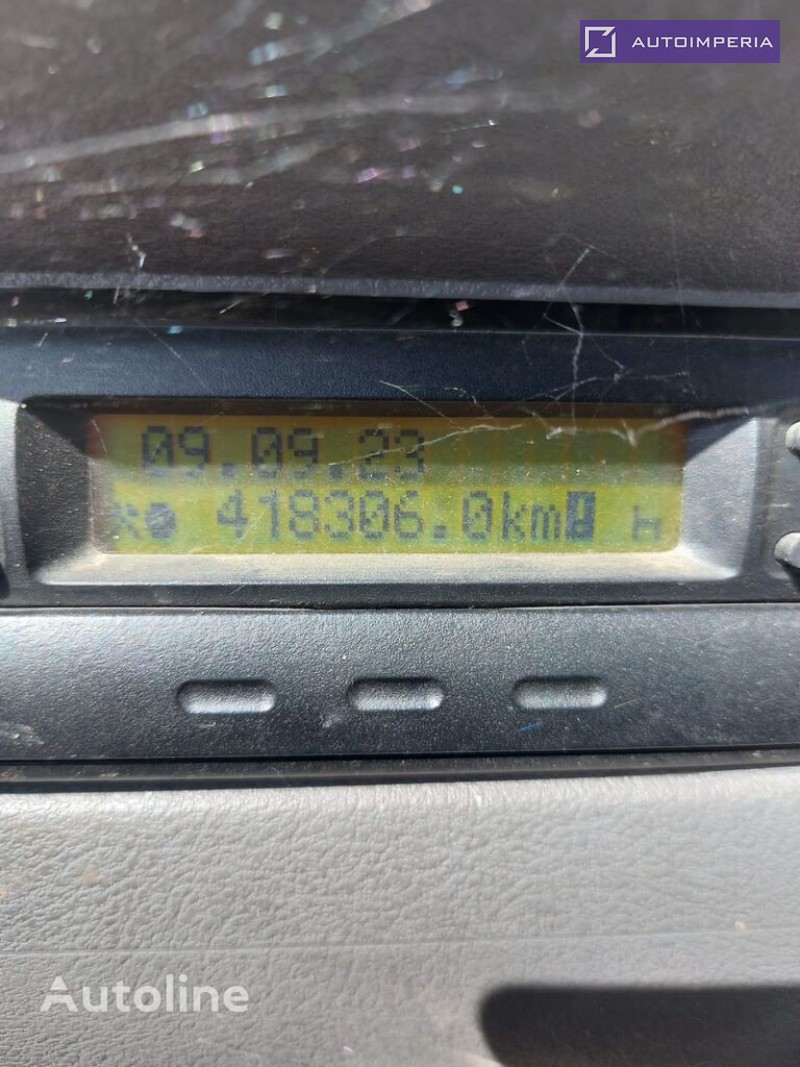 AUTOIMPERIA
09.09.23
418306.0km
Autoline